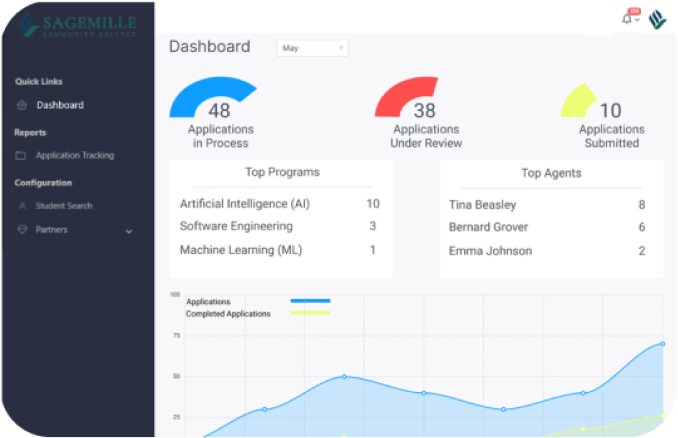 SAGEMILLE
COMMUNITY COLLEGE
Dashboard
May
Quick Links
Dashboard
Reports
Application Tracking
Configuration
Student Search
Partners
48
Applications
in Process
38
Applications
Under Review
10
Applications
Submitted
Top Programs
Artificial Intelligence (AI) 10
Software Engineering 3
Machine Learning (ML) 1
Top Agents
Tina Beasley 8
Bernard Grover 6
Emma Johnson 2
100
Applications
Completed Applications
75
50
25